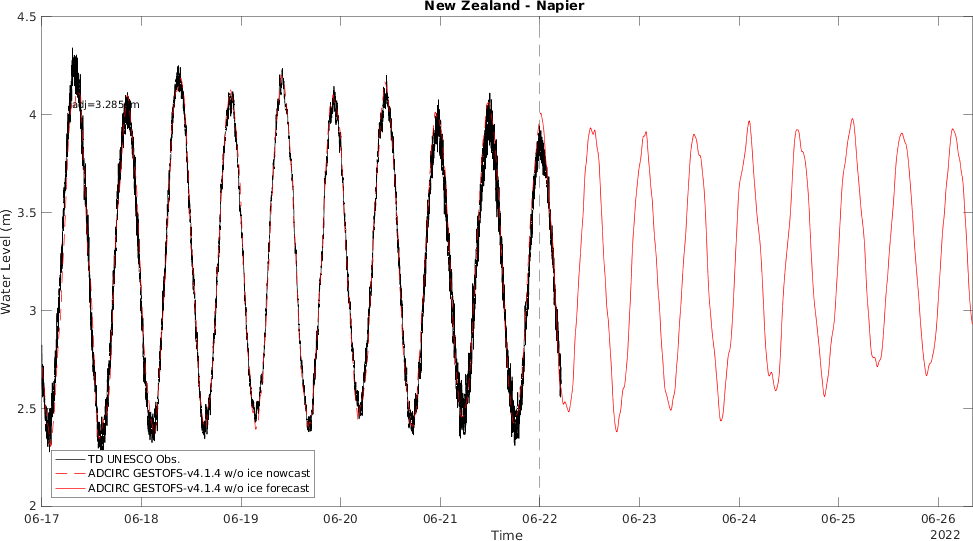 New Zealand - Napier
4.5
4
3.5
3
2.5
2
Water Level (m)
adj=3.285 m
TD UNESCO Obs.
ADCIRC GESTOFS-v4.1.4 w/o ice nowcast
ADCIRC GESTOFS-v4.1.4 w/o ice forecast
06-17 06-18 06-19 06-20 06-21 06-22 06-23 06-24 06-25 06-26
Time
2022